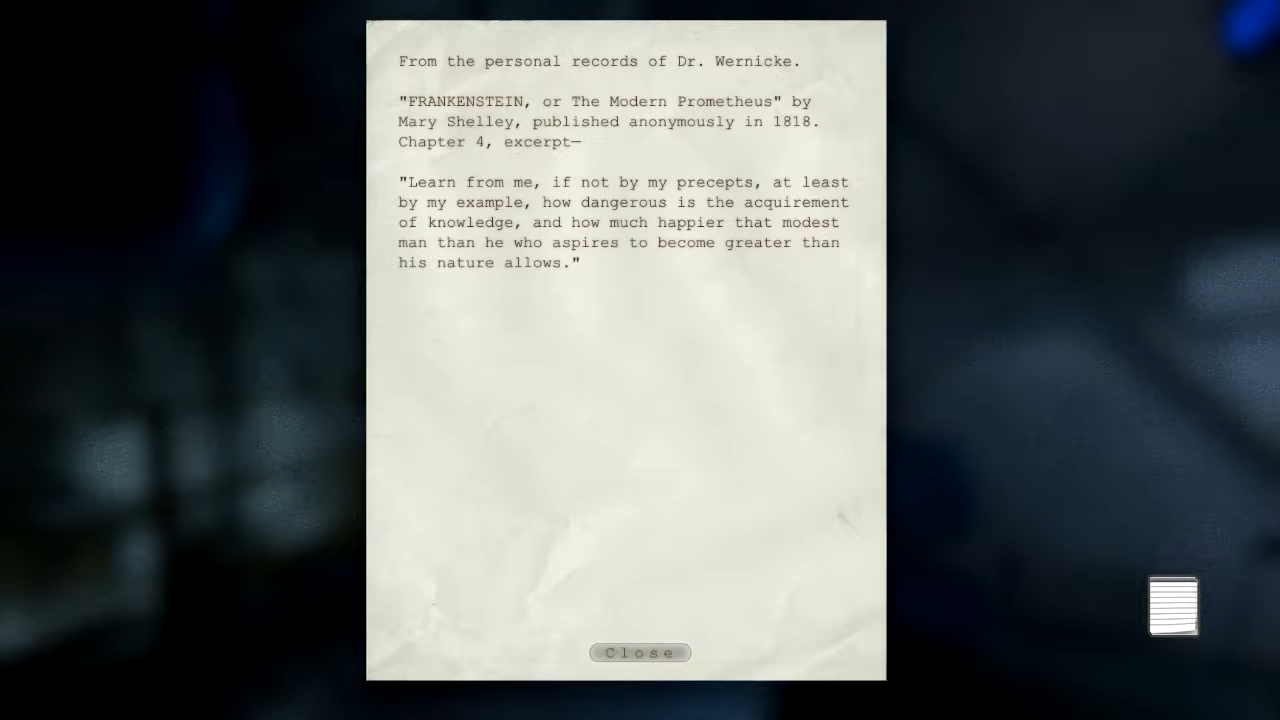 From the personal records of Dr. Wernicke.
"FRANKENSTEIN, or The Modern Prometheus" by
Mary Shelley, published anonymously in 1818.
Chapter 4, excerpt—
"Learn from me, if not by my precepts, at least
by my example, how dangerous is the acquirement
of knowledge, and how much happier that modest
man than he who aspires to become greater than
his nature allows."
Close